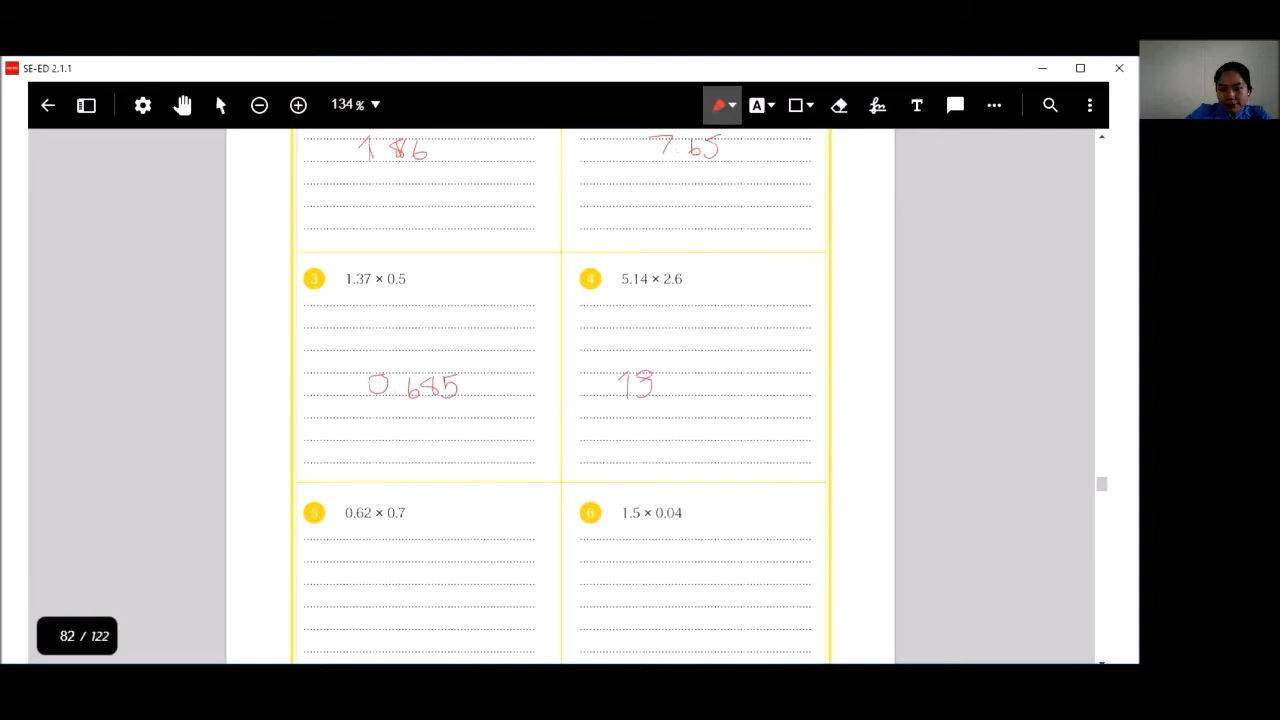 SE-ED 2.1.1
134 %
A
T
1.86
7.65
3 1.37 × 0.5
4 5.14 × 2.6
0.685
13
5 0.62 × 0.7
6 1.5 × 0.04
82 / 122